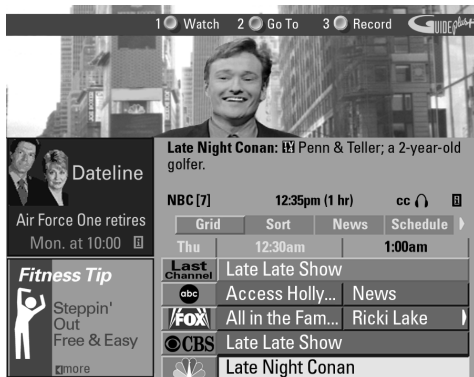 1 Watch 2 Go To 3 Record GUIDE Plus+
Late Night Conan: TV Penn & Teller; a 2-year-old
golfer.
NBC [7] 12:35pm (1 hr) cc i
Dateline
Air Force One retires
Mon. at 10:00 i
Grid Sort News Schedule
Thu 12:30am 1:00am
Last
Channel Late Late Show
abc Access Holly... News
FOX All in the Fam... Ricki Lake
CBS Late Late Show
Late Night Conan
Fitness Tip
Steppin'
Out
Free & Easy
more